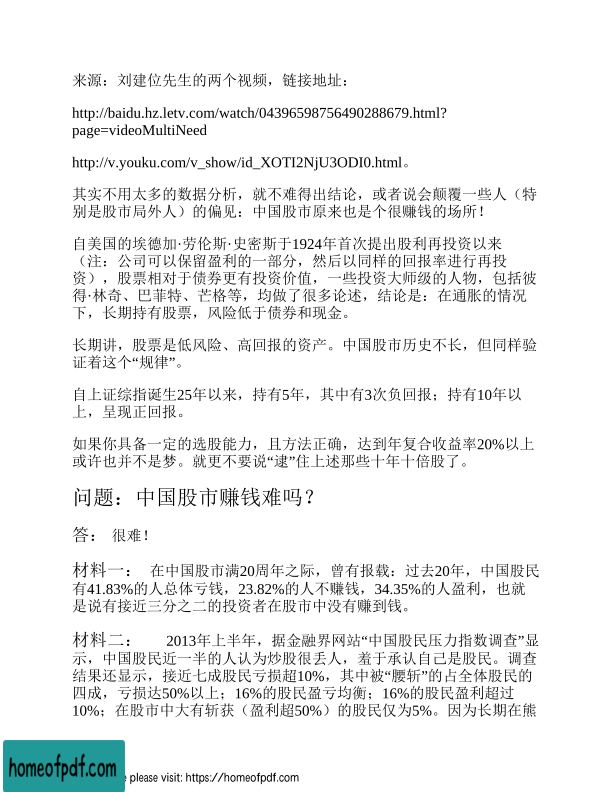 来源：刘建位先生的两个视频，链接地址：
http://baidu.hz.letv.com/watch/04396598756490288679.html?
page=videoMultiNeed
http://v.youku.com/v_show/id_XOTI2NjU3ODI0.html。
其实不用太多的数据分析，就不难得出结论，或者说会颠覆一些人（特
别是股市局外人）的偏见：中国股市原来也是个很赚钱的场所！
自美国的埃德加·劳伦斯·史密斯于1924年首次提出股利再投资以来
（注：公司可以保留盈利的一部分，然后以同样的回报率进行再投
资），股票相对于债券更有投资价值，一些投资大师级的人物，包括彼
得·林奇、巴菲特、芒格等，均做了很多论述，结论是：在通胀的情况
下，长期持有股票，风险低于债券和现金。
长期讲，股票是低风险、高回报的资产。中国股市历史不长，但同样验
证着这个“规律”。
自上证综指诞生25年以来，持有5年，其中有3次负回报；持有10年以
上，呈现正回报。
如果你具备一定的选股能力，且方法正确，达到年复合收益率20%以上
或许也并不是梦。就更不要说“逮”住上述那些十年十倍股了。
问题：中国股市赚钱难吗？
答： 很难！
材料一： 在中国股市满20周年之际，曾有报载：过去20年，中国股民
有41.83%的人总体亏钱，23.82%的人不赚钱，34.35%的人盈利，也就
是说有接近三分之二的投资者在股市中没有赚到钱。
材料二： 2013年上半年，据金融界网站“中国股民压力指数调查”显
示，中国股民近一半的人认为炒股很丢人，羞于承认自己是股民。调查
结果还显示，接近七成股民亏损超10%，其中被“腰斩”的占全体股民的
四成，亏损达50%以上；16%的股民盈亏均衡；16%的股民盈利超过
10%；在股市中大有斩获（盈利超50%）的股民仅为5%。因为长期在熊
homeofpdf.com
please visit: https://homeofpdf.com